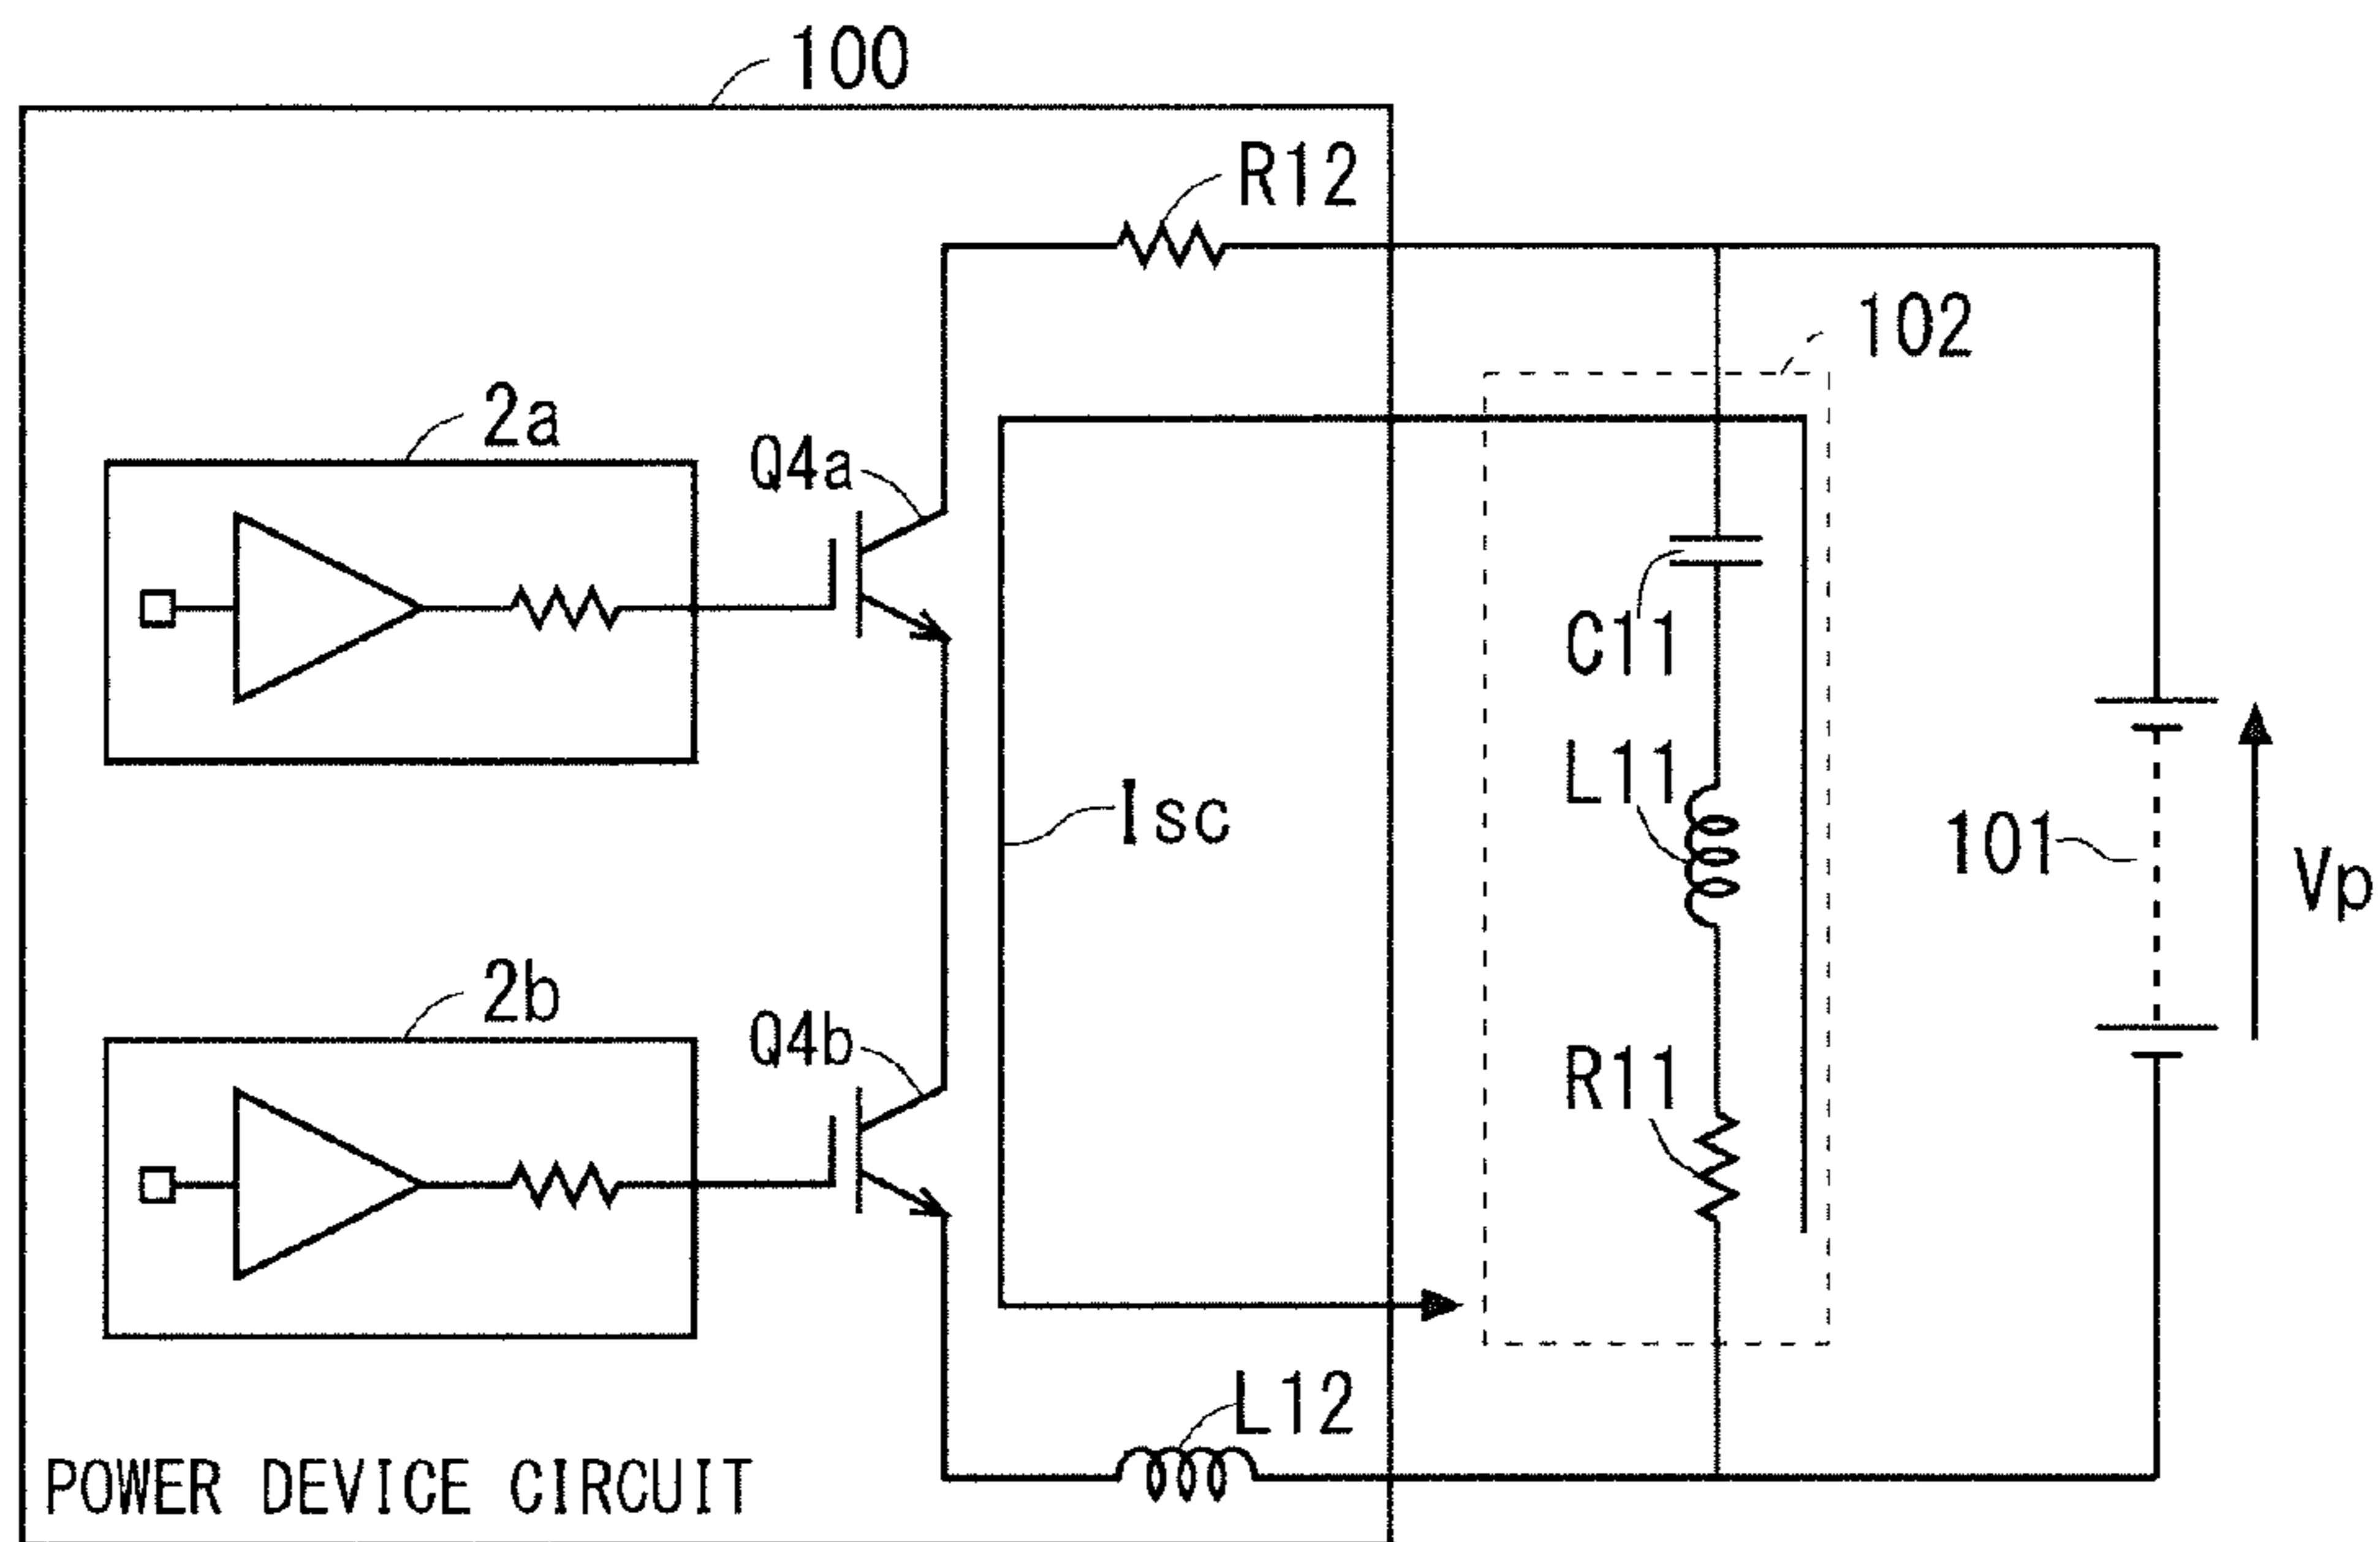 100
R12
102
2a
Q4a
C11
L11
Isc
101
Vp
2b
Q4b
R11
L12
POWER DEVICE CIRCUIT